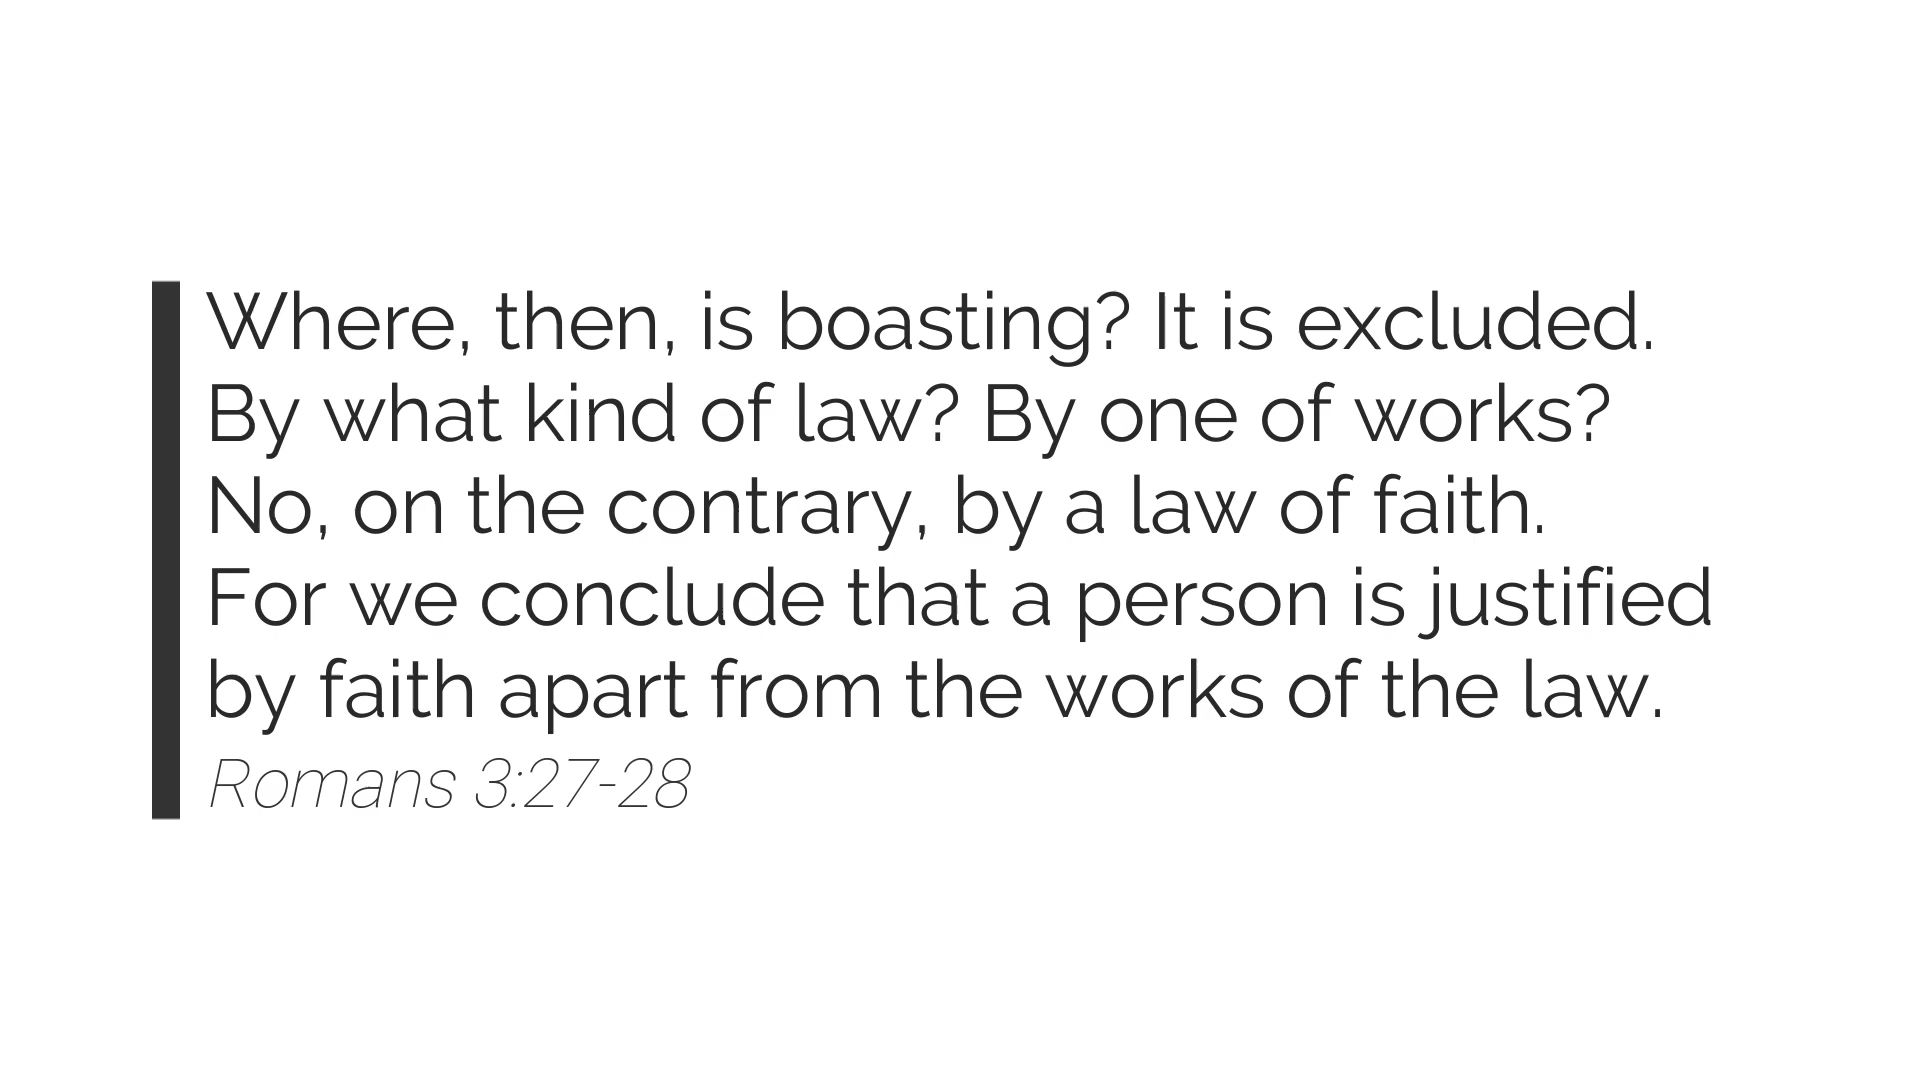 Where, then, is boasting? It is excluded.
By what kind of law? By one of works?
No, on the contrary, by a law of faith.
For we conclude that a person is justified
by faith apart from the works of the law.
Romans 3:27-28